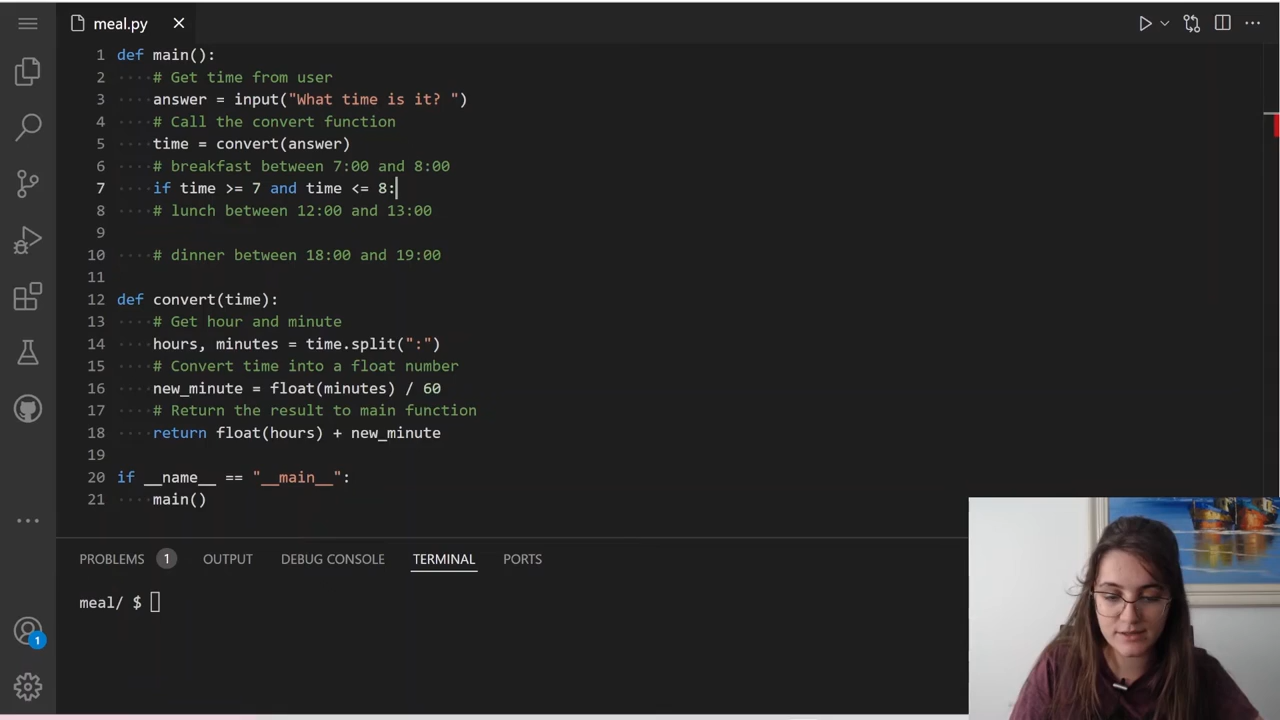 meal.py
1 def main():
2 # Get time from user
3 answer = input("What time is it? ")
4 # Call the convert function
5 time = convert(answer)
6 # breakfast between 7:00 and 8:00
7 if time >= 7 and time <= 8:
8 # lunch between 12:00 and 13:00
9
10 # dinner between 18:00 and 19:00
11
12 def convert(time):
13 # Get hour and minute
14 hours, minutes = time.split(":")
15 # Convert time into a float number
16 new_minute = float(minutes) / 60
17 # Return the result to main function
18 return float(hours) + new_minute
19
20 if __name__ == "__main__":
21 main()
PROBLEMS 1 OUTPUT DEBUG CONSOLE TERMINAL PORTS
meal/ $
1